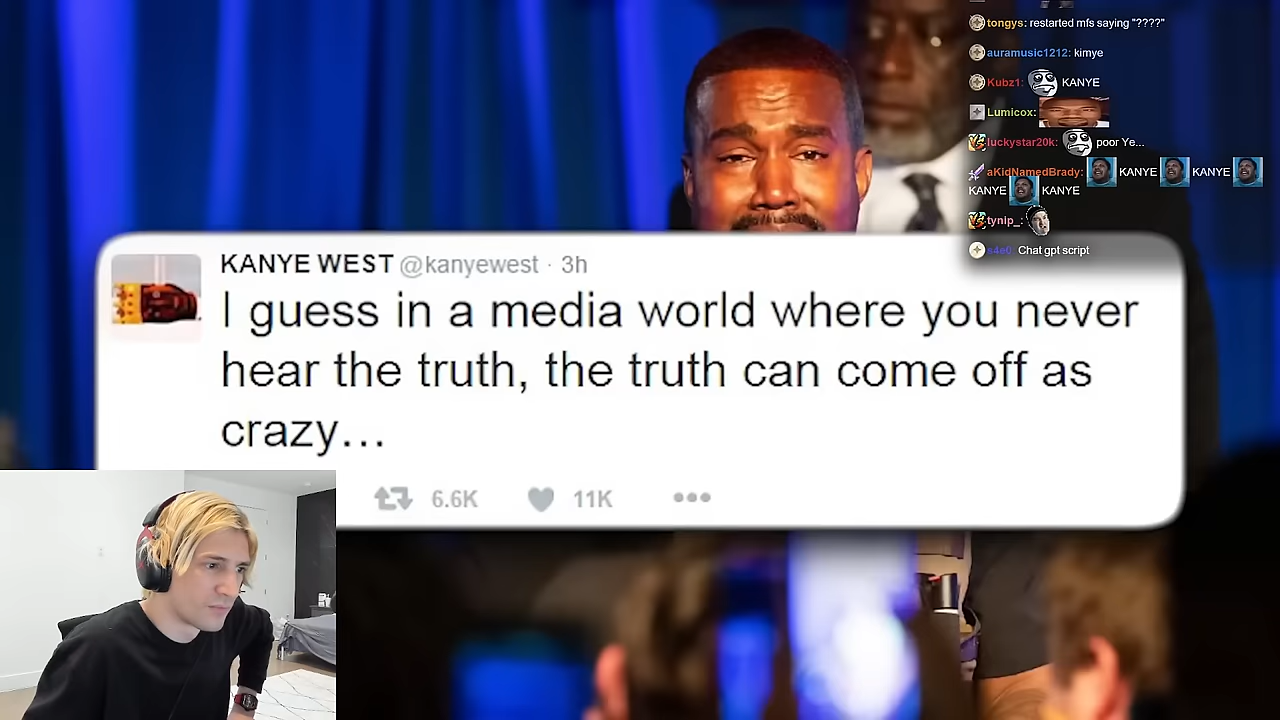 tongys: restarted mfs saying "????"
auramusic1212: kimye
Kubz1: KANYE
Lumicox:
luckystar20k: poor Ye...
aKidNamedBrady: KANYE KANYE
KANYE KANYE
tynip_:
s4e0 Chat gpt script
KANYE WEST @kanyewest · 3h
I guess in a media world where you never
hear the truth, the truth can come off as
crazy...
6.6K 11K